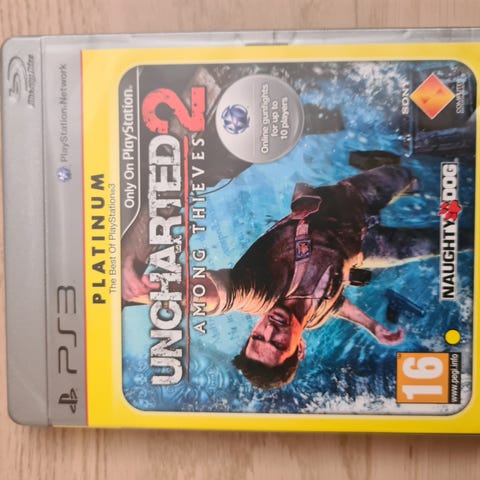 Blu-ray Disc
PS3
PlayStation Network
PLATINUM
The Best Of PlayStation®3
Only On PlayStation.
UNCHARTED 2
AMONG THIEVES
Online gunfights
for up to
10 players
SONY
COMPUTER
NAUGHTY DOG
16
www.pegi.info